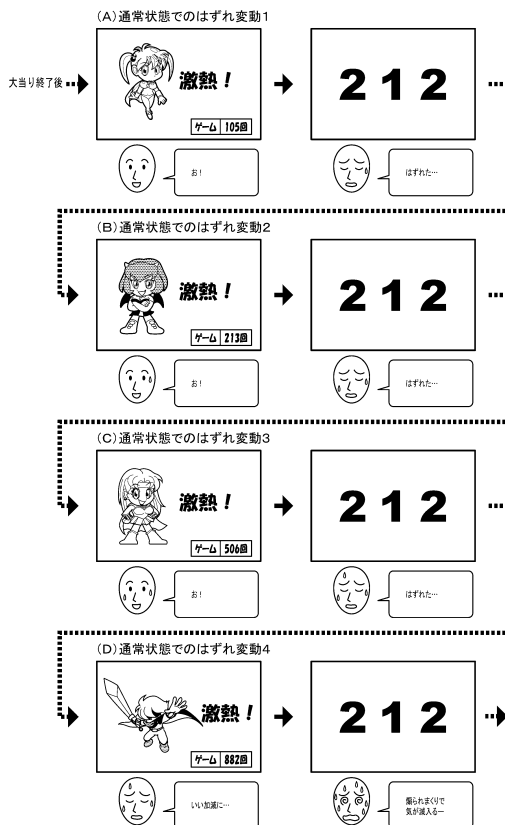 (A)通常状態でのはずれ変動1
大当り終了後
激熱！
ゲーム 105回
212
お！
はずれた…
(B)通常状態でのはずれ変動2
激熱！
ゲーム 213回
212
お！
はずれた…
(C)通常状態でのはずれ変動3
激熱！
ゲーム 506回
212
お！
はずれた…
(D)通常状態でのはずれ変動4
激熱！
ゲーム 882回
212
いい加減に…
煽られまくりで
気が滅入るー